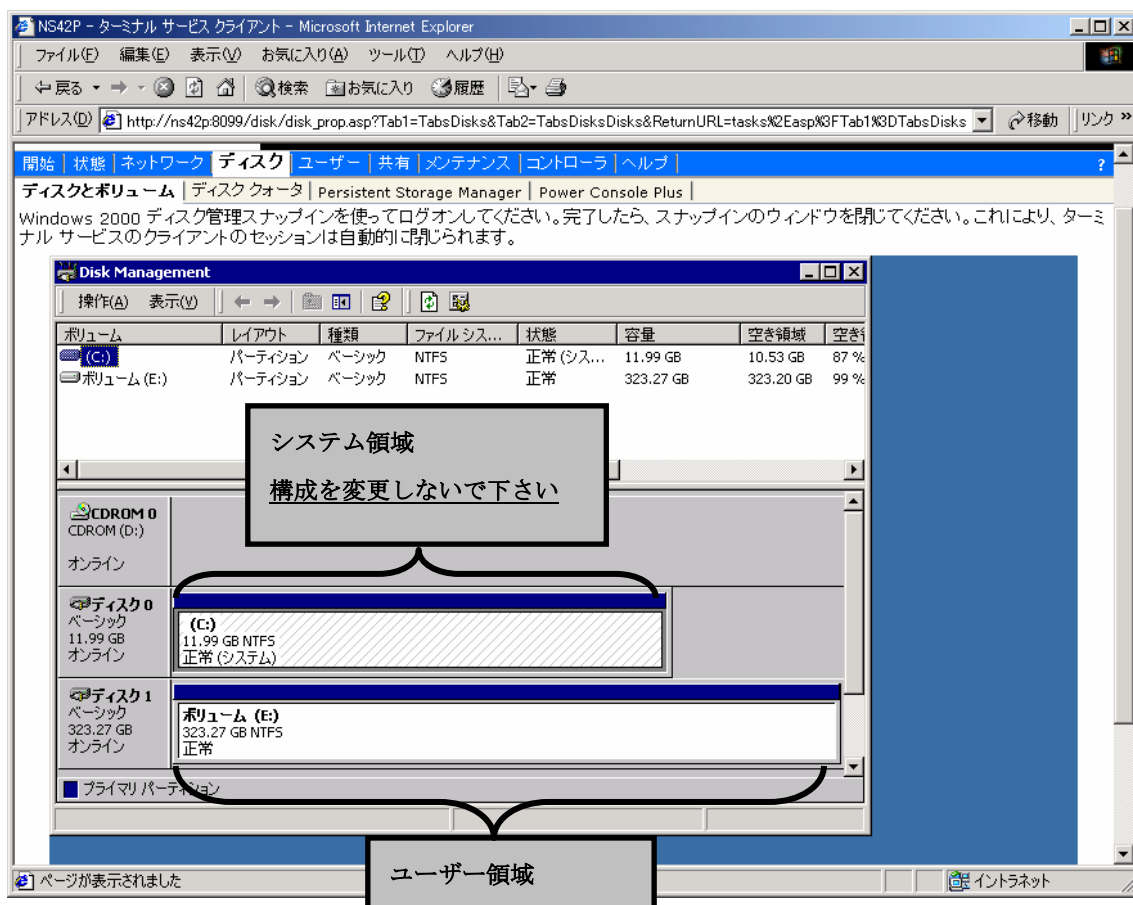 NS42P - ターミナル サービス クライアント - Microsoft Internet Explorer
ファイル(F) 編集(E) 表示(V) お気に入り(A) ツール(T) ヘルプ(H)
戻る 検索 お気に入り 履歴
アドレス(D) http://ns42p:8099/disk/disk_prop.asp?Tab1=TabsDisks&Tab2=TabsDisksDisks&ReturnURL=tasks%2Easp%3FTab1%3DTabsDisks 移動 リンク »
開始 | 状態 | ネットワーク | ディスク | ユーザー | 共有 | メンテナンス | コントローラ | ヘルプ | ?
ディスクとボリューム | ディスク クォータ | Persistent Storage Manager | Power Console Plus |
Windows 2000 ディスク管理スナップインを使ってログオンしてください。完了したら、スナップインのウィンドウを閉じてください。これにより、ターミ
ナル サービスのクライアントのセッションは自動的に閉じられます。
Disk Management
操作(A) 表示(V)
ボリューム レイアウト 種類 ファイル シス... 状態 容量 空き領域 空き
(C:) パーティション ベーシック NTFS 正常 (シス... 11.99 GB 10.53 GB 87 %
ボリューム (E:) パーティション ベーシック NTFS 正常 323.27 GB 323.20 GB 99 %
システム領域
構成を変更しないで下さい
CDROM 0
CDROM (D:)
オンライン
ディスク 0
ベーシック
11.99 GB
オンライン
(C:)
11.99 GB NTFS
正常 (システム)
ディスク 1
ベーシック
323.27 GB
オンライン
ボリューム (E:)
323.27 GB NTFS
正常
プライマリ パーティション
ユーザー領域
ページが表示されました イントラネット